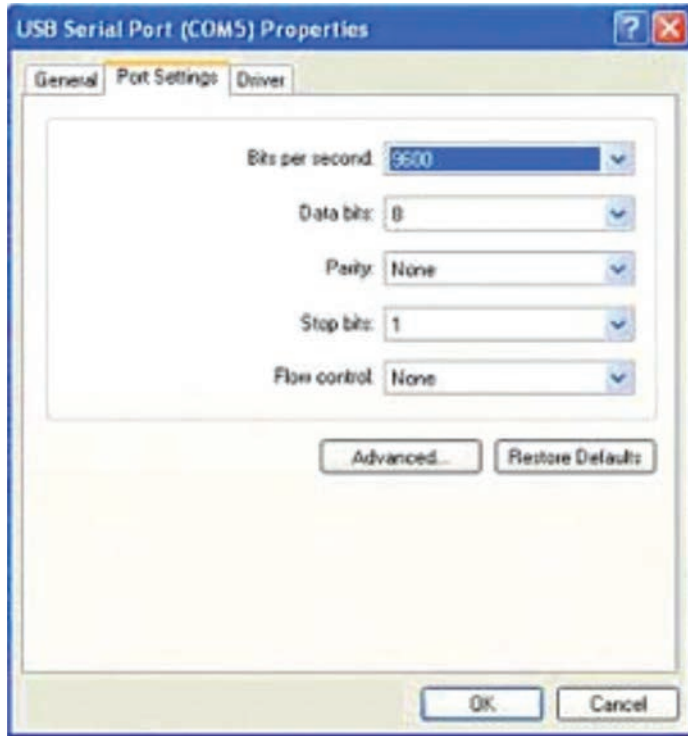 USB Serial Port (COM5) Properties
General Port Settings Driver
Bits per second: 9600
Data bits: 8
Parity: None
Stop bits: 1
Flow control: None
Advanced... Restore Defaults
OK Cancel